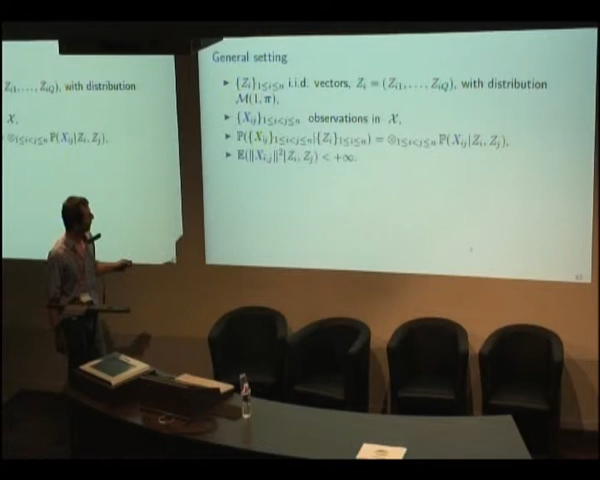 Z_{i1}, …, Z_{iQ}), with distribution
𝒳,
⊗_{1≤i<j≤n} ℙ(X_{ij}|Z_i, Z_j),
General setting
▶ {Z_i}_{1≤i≤n} i.i.d. vectors, Z_i = (Z_{i1}, …, Z_{iQ}), with distribution
ℳ(1, π),
▶ {X_{ij}}_{1≤i<j≤n} observations in 𝒳,
▶ ℙ({X_{ij}}_{1≤i<j≤n}|{Z_i}_{1≤i≤n}) = ⊗_{1≤i<j≤n} ℙ(X_{ij}|Z_i, Z_j),
▶ 𝔼(‖X_{i,j}‖²|Z_i, Z_j) < +∞.